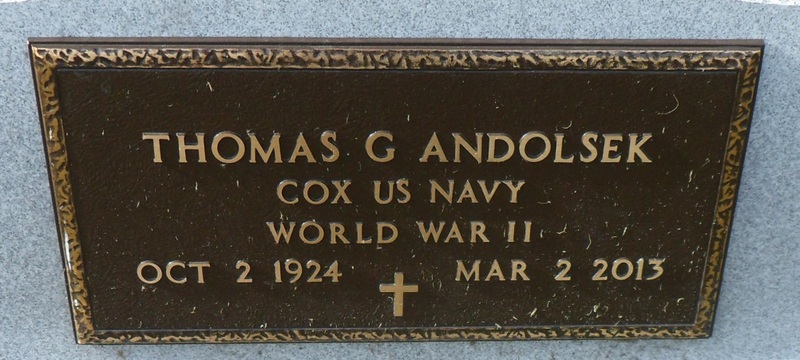 THOMAS G ANDOLSEK
COX US NAVY
WORLD WAR II
OCT 2 1924 MAR 2 2013